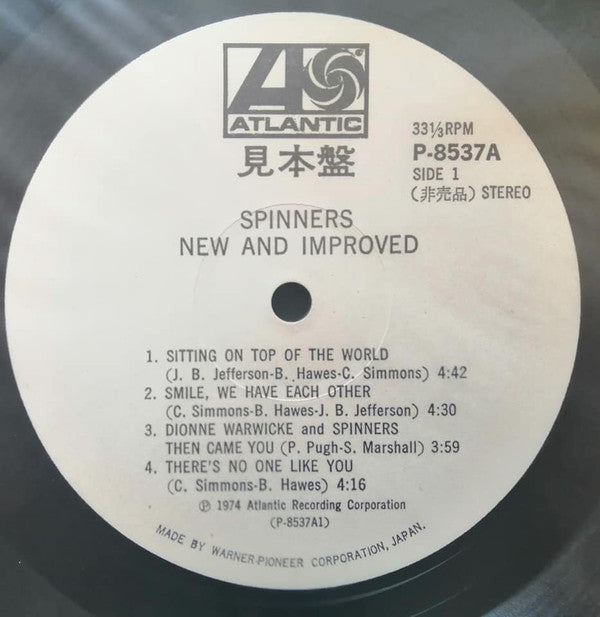 ATLANTIC
見本盤
33⅓RPM
P-8537A
SIDE 1
(非売品) STEREO
SPINNERS
NEW AND IMPROVED
1. SITTING ON TOP OF THE WORLD
(J. B. Jefferson-B. Hawes-C. Simmons) 4:42
2. SMILE, WE HAVE EACH OTHER
(C. Simmons-B. Hawes-J. B. Jefferson) 4:30
3. DIONNE WARWICKE and SPINNERS
THEN CAME YOU (P. Pugh-S. Marshall) 3:59
4. THERE'S NO ONE LIKE YOU
(C. Simmons-B. Hawes) 4:16
Ⓟ 1974 Atlantic Recording Corporation
(P-8537A1)
MADE BY WARNER-PIONEER CORPORATION, JAPAN.